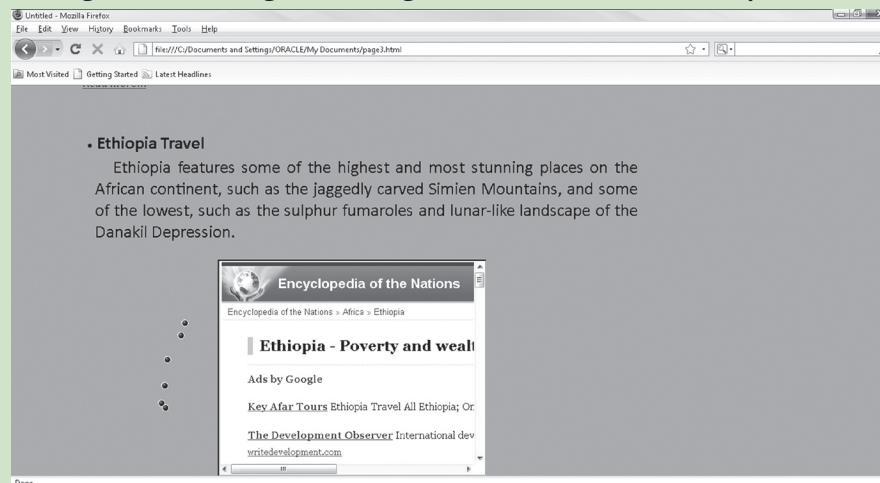 Untitled - Mozilla Firefox
File Edit View History Bookmarks Tools Help
file:///C:/Documents and Settings/ORACLE/My Documents/page3.html
Most Visited Getting Started Latest Headlines
• Ethiopia Travel
Ethiopia features some of the highest and most stunning places on the
African continent, such as the jaggedly carved Simien Mountains, and some
of the lowest, such as the sulphur fumaroles and lunar-like landscape of the
Danakil Depression.
Encyclopedia of the Nations
Encyclopedia of the Nations » Africa » Ethiopia
Ethiopia - Poverty and wealt
Ads by Google
Key Afar Tours Ethiopia Travel All Ethiopia; Or
The Development Observer International dev
writedevelopment.com